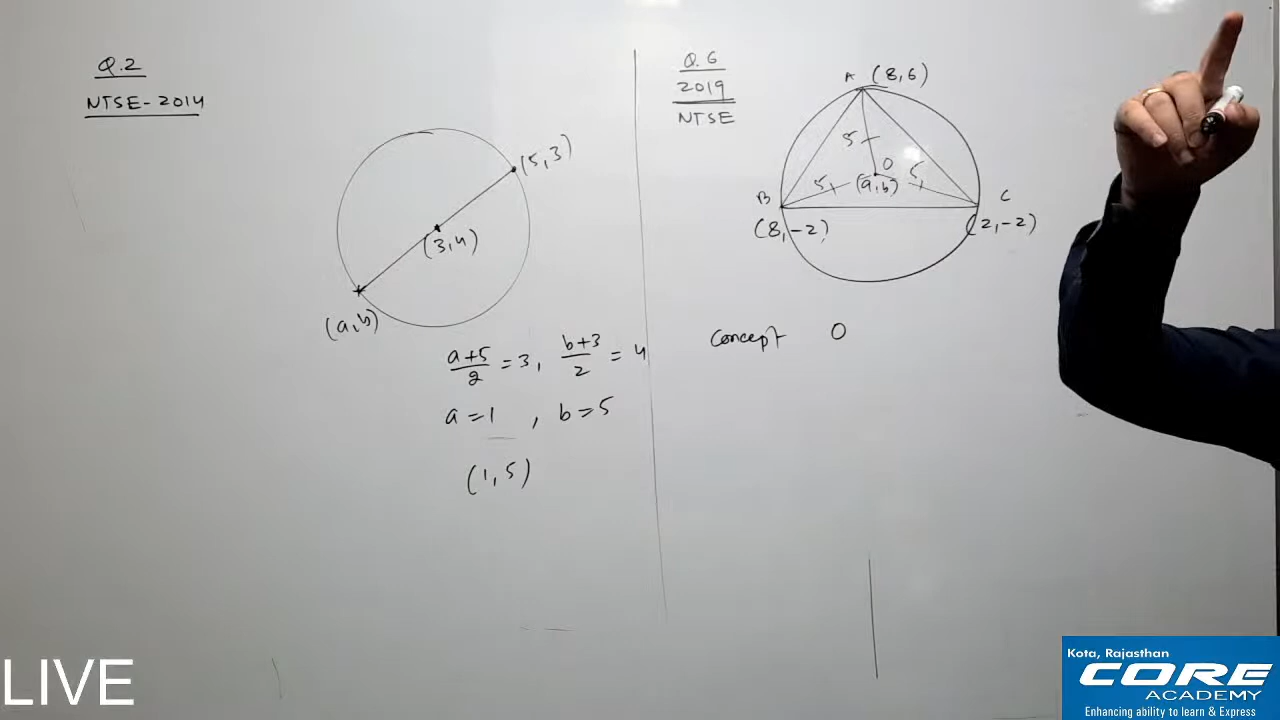 Q.2
NTSE-2014
(5,3)
(3,4)
(a,b)
a+5/2 = 3, b+3/2 = 4
a=1 , b=5
(1,5)
Q.6
2019
NTSE
A (8,6)
5
O
5 (a,b) 5
B C
(8,-2) (2,-2)
concept O
LIVE
Kota, Rajasthan
CORE
ACADEMY
Enhancing ability to learn & Express